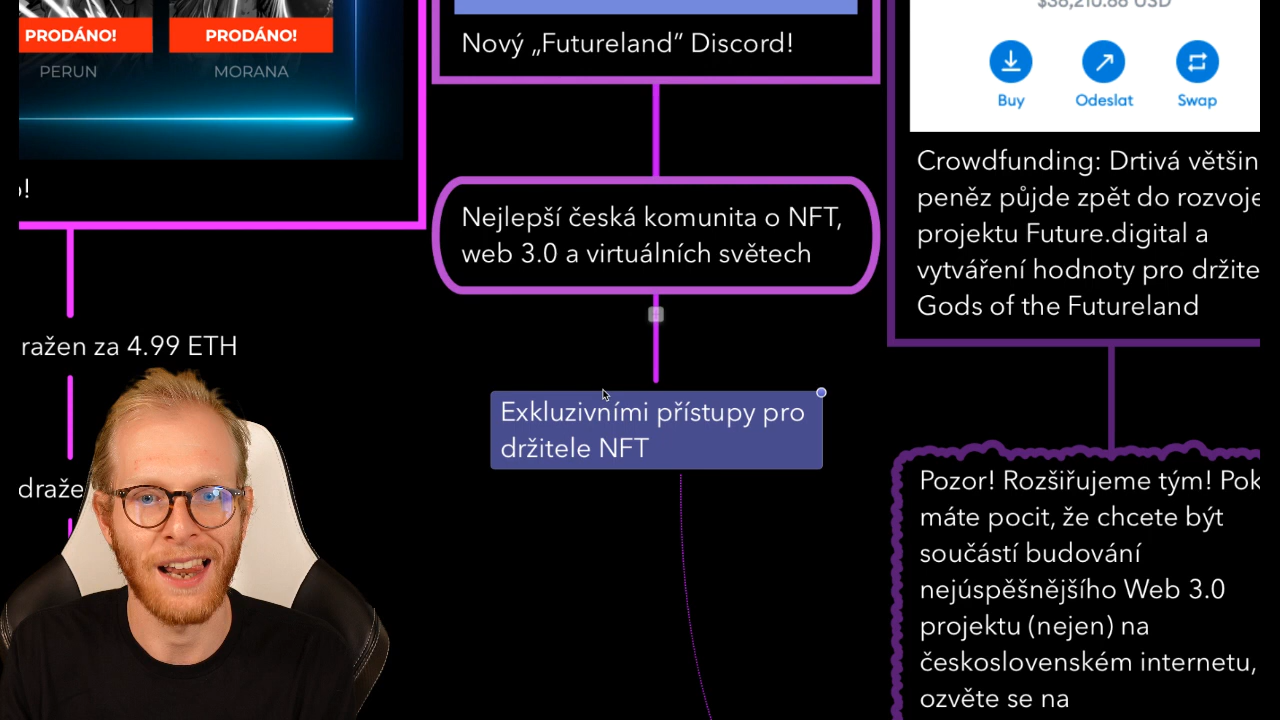 PRODÁNO!
PRODÁNO!
PERUN
MORANA
ražen za 4.99 ETH
Nový „Futureland“ Discord!
Nejlepší česká komunita o NFT,
web 3.0 a virtuálních světech
Exkluzivními přístupy pro
držitele NFT
Buy
Odeslat
Swap
Crowdfunding: Drtivá většin
peněz půjde zpět do rozvoje
projektu Future.digital a
vytváření hodnoty pro držite
Gods of the Futureland
Pozor! Rozšiřujeme tým! Pok
máte pocit, že chcete být
součástí budování
nejúspěšnějšího Web 3.0
projektu (nejen) na
československém internetu,
ozvěte se na